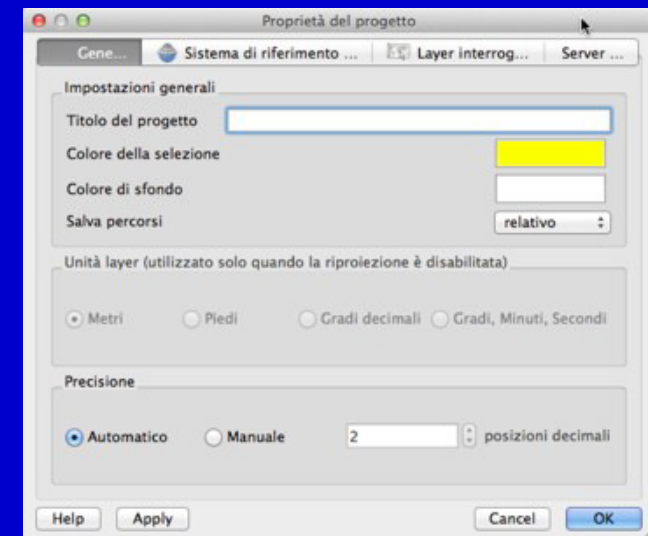 Proprietà del progetto
Gene... Sistema di riferimento ... Layer interrog... Server ...
Impostazioni generali
Titolo del progetto
Colore della selezione
Colore di sfondo
Salva percorsi relativo
Unità layer (utilizzato solo quando la riproiezione è disabilitata)
Metri Piedi Gradi decimali Gradi, Minuti, Secondi
Precisione
Automatico Manuale 2 posizioni decimali
Help Apply Cancel OK